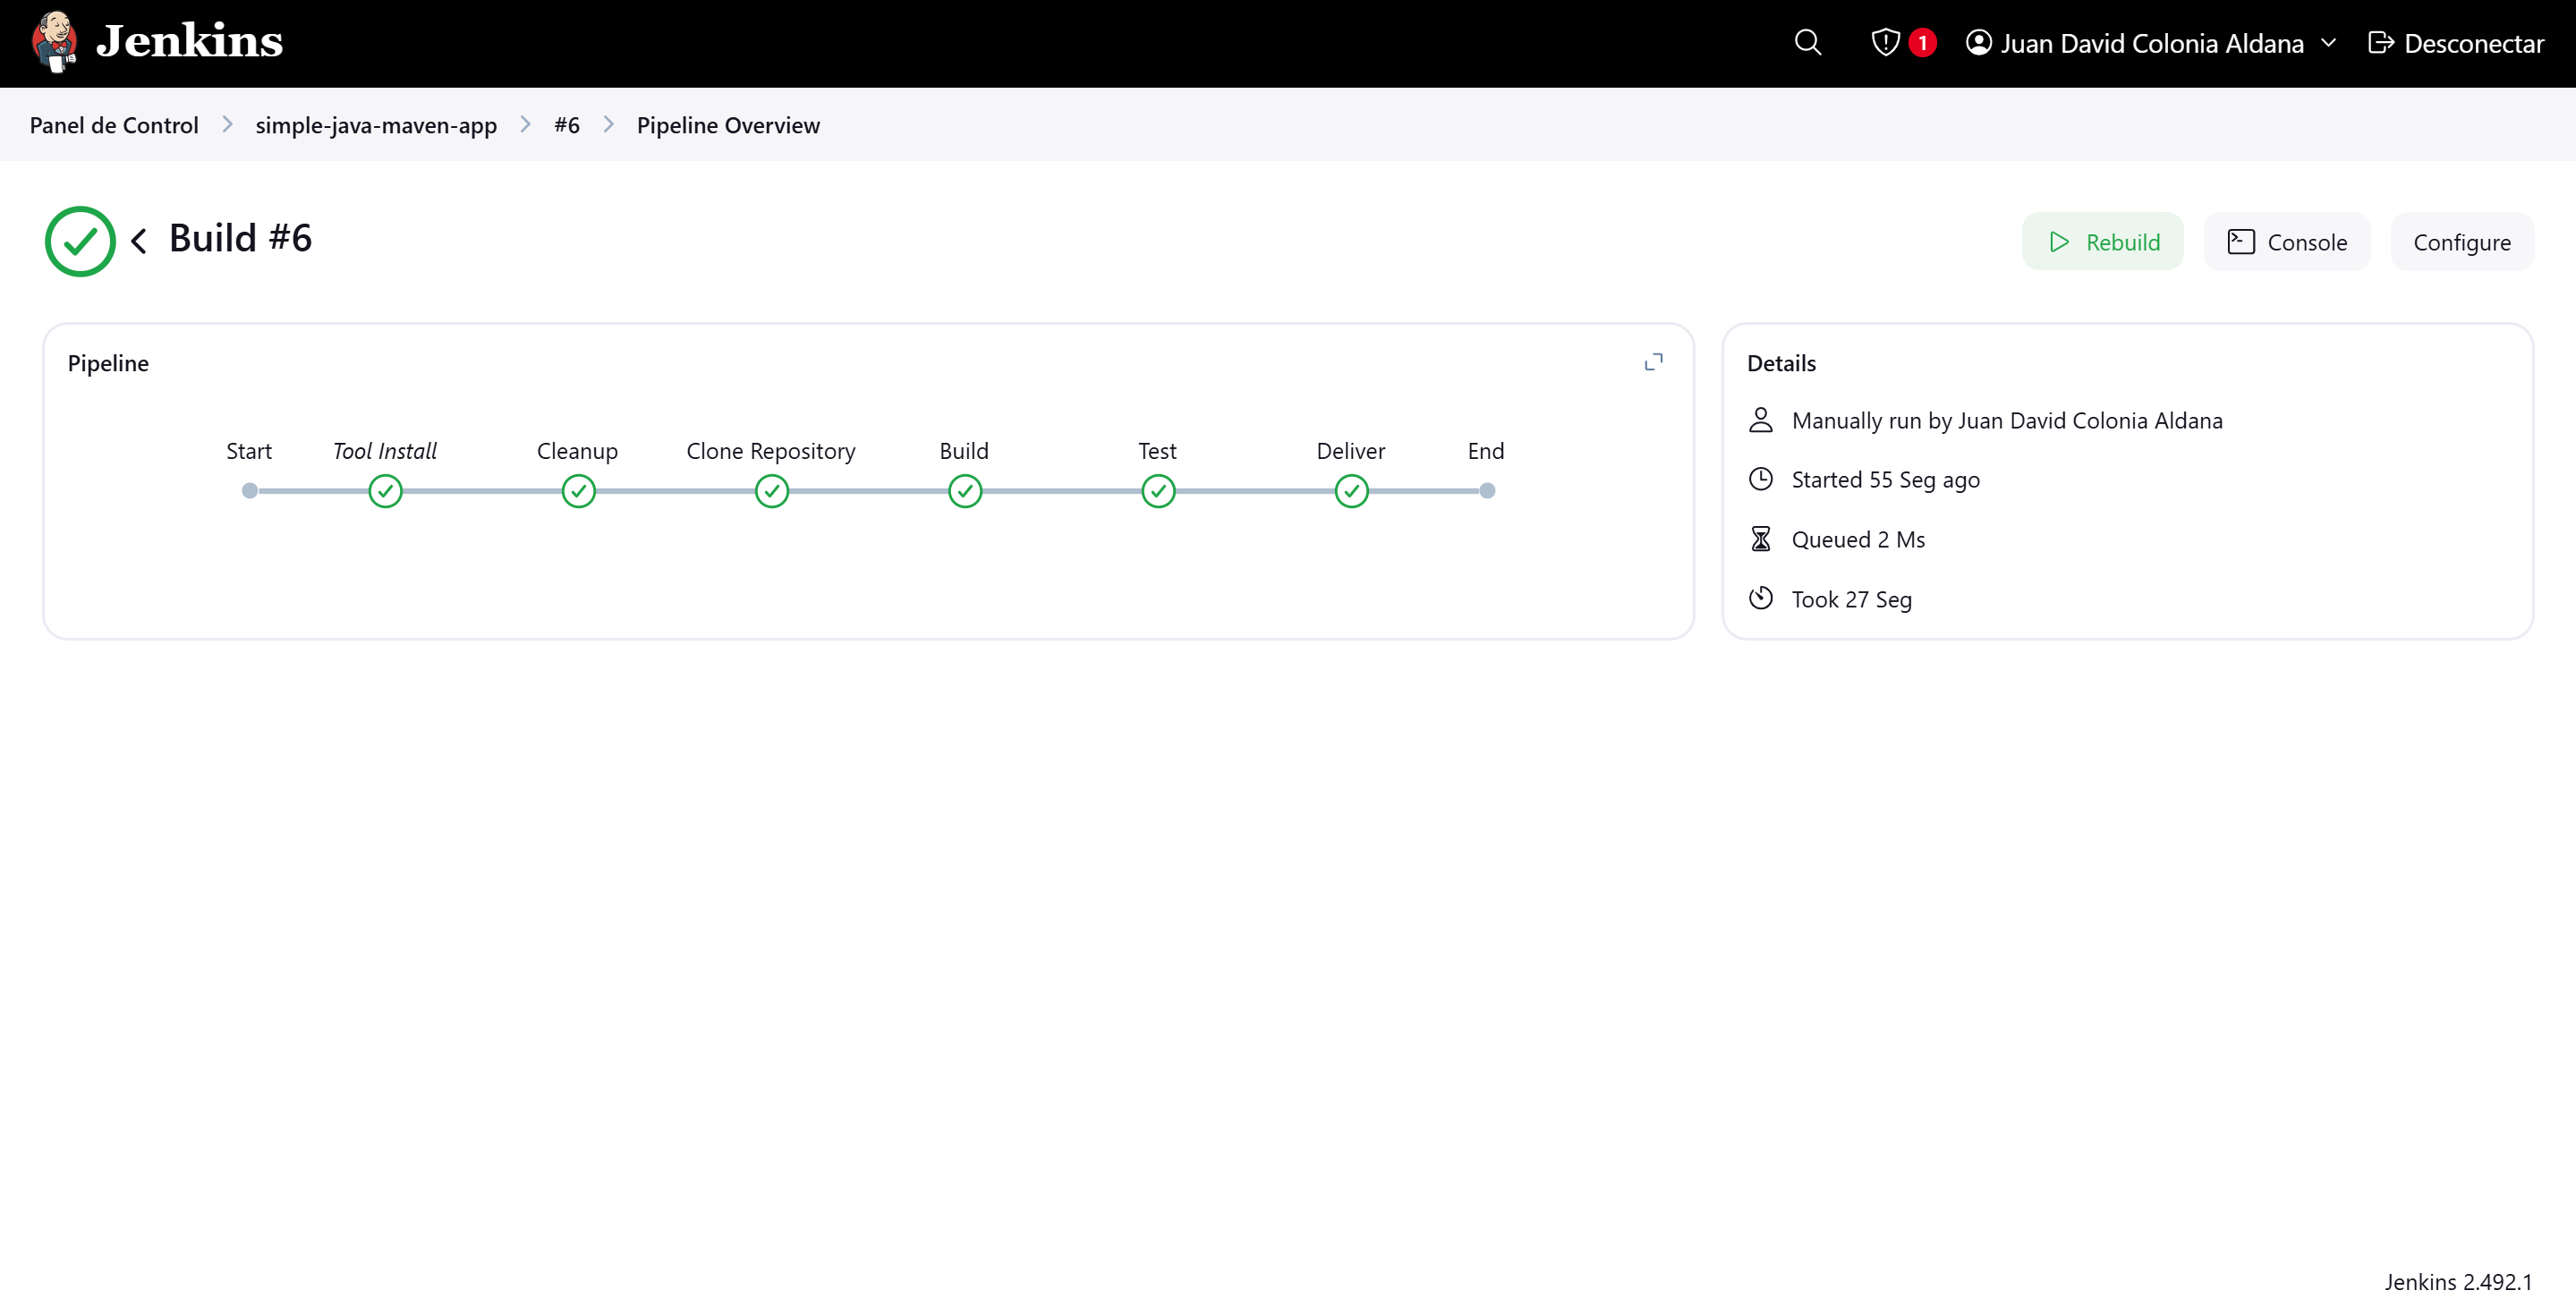 Jenkins
1
Juan David Colonia Aldana
Desconectar
Panel de Control
simple-java-maven-app
#6
Pipeline Overview
Build #6
Rebuild
Console
Configure
Pipeline
Start
Tool Install
Cleanup
Clone Repository
Build
Test
Deliver
End
Details
Manually run by Juan David Colonia Aldana
Started 55 Seg ago
Queued 2 Ms
Took 27 Seg
Jenkins 2.492.1